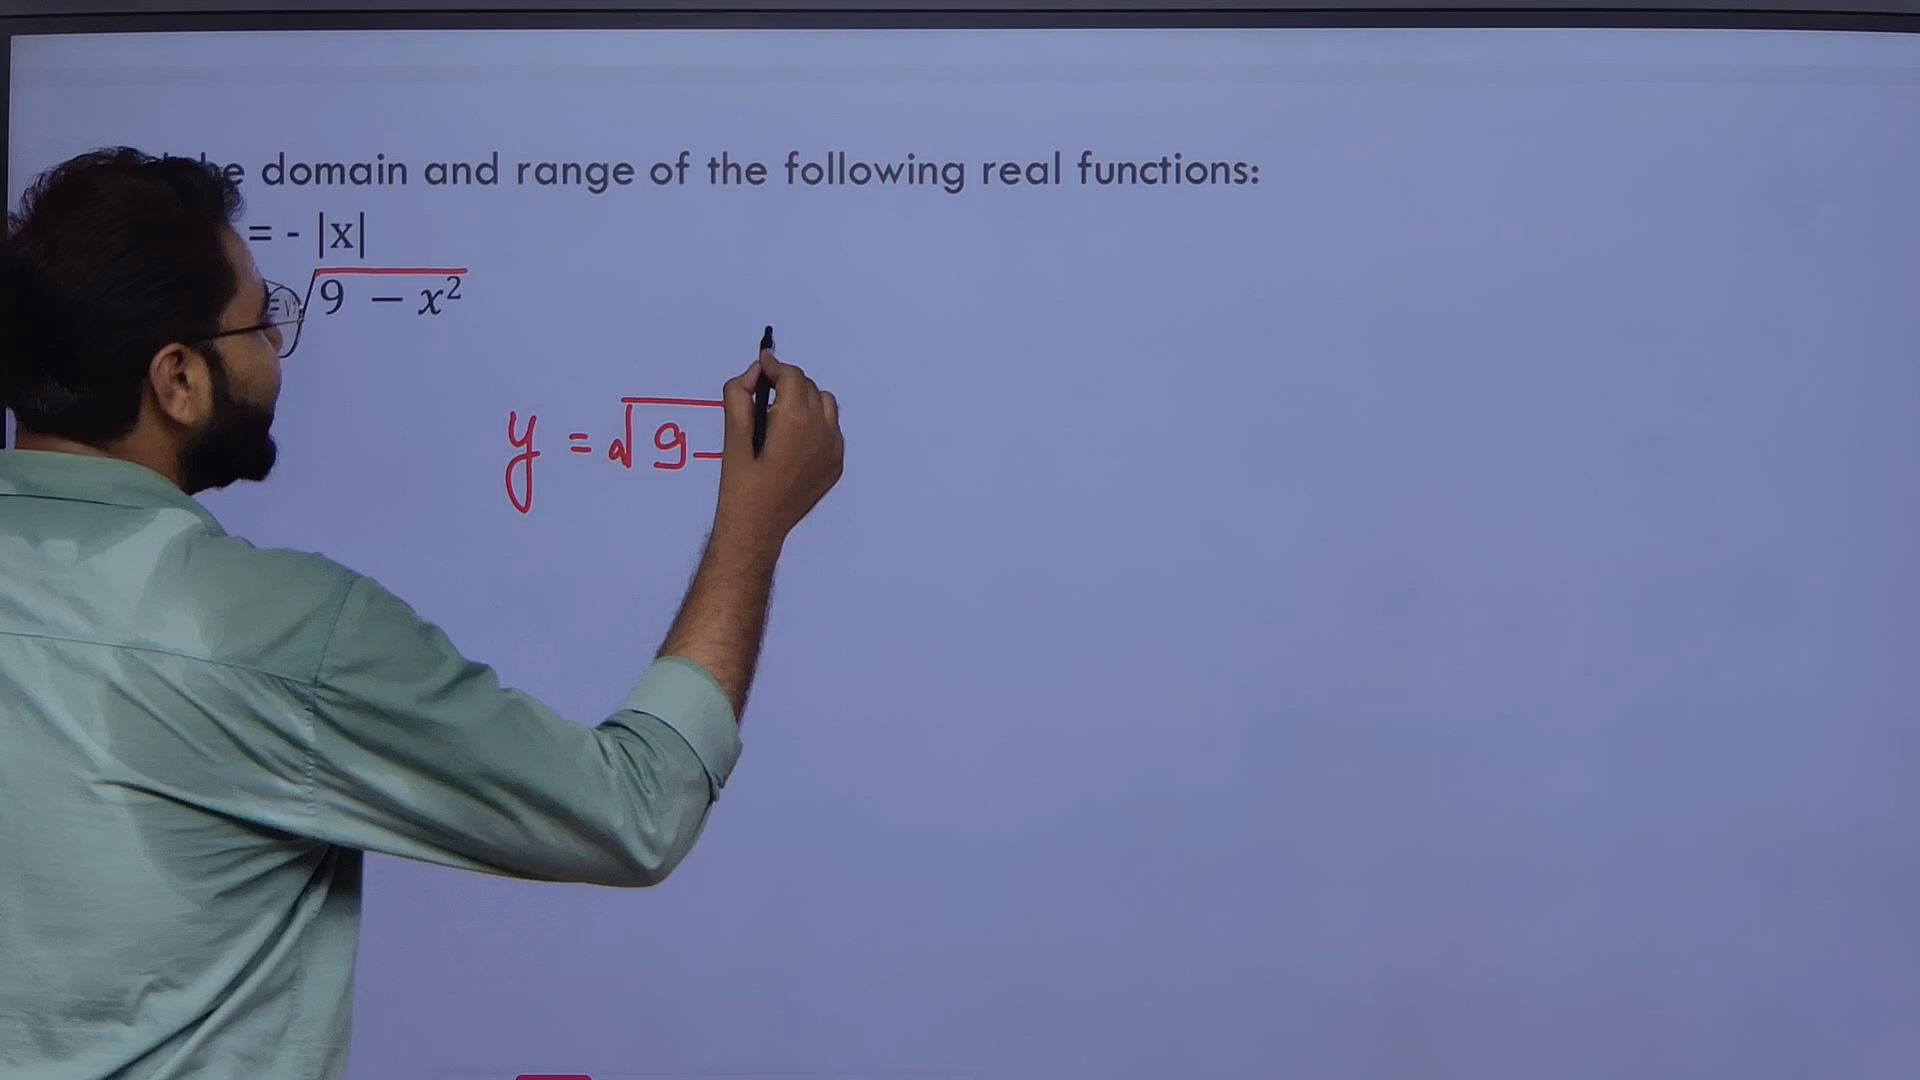 domain and range of the following real functions:
= - |x|
√9 − x²
y = √9 −